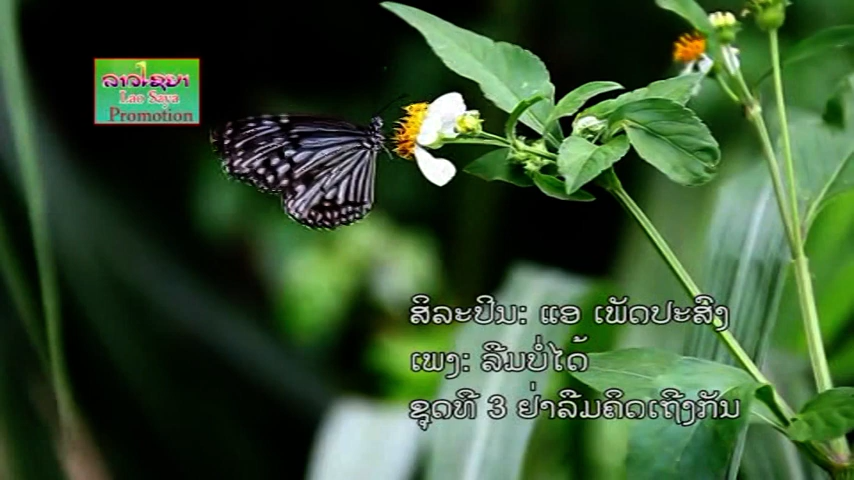 ລາວໄຊຍາ
Lao Saya
Promotion
ສິລະປີນ: ແອ ເພັດປະສົງ
ເພງ: ລືມບໍ່ໄດ້
ຊຸດທີ 3 ຢ່າລືມຄິດເຖີງກັນ